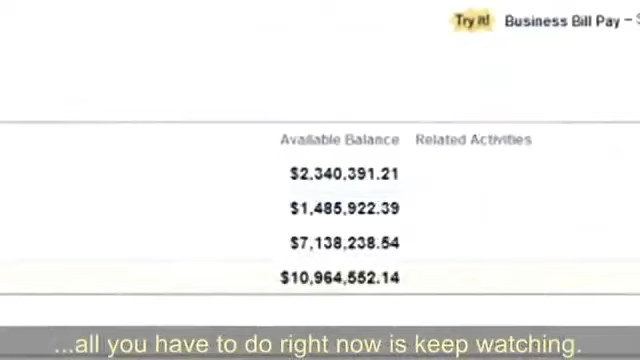 Try it! Business Bill Pay –
Available Balance Related Activities
$2,340,391.21
$1,485,922.39
$7,138,238.54
$10,964,552.14
...all you have to do right now is keep watching.